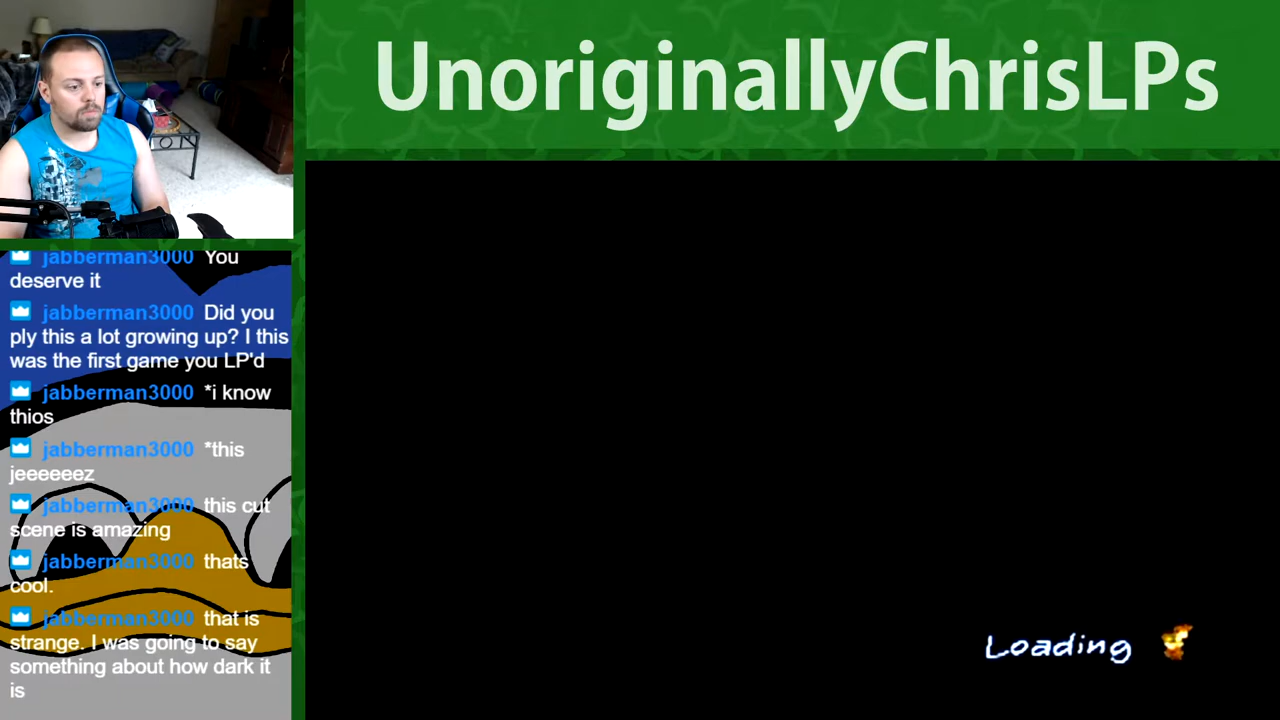 UnoriginallyChrisLPs
jabberman3000 You
deserve it
jabberman3000 Did you
ply this a lot growing up? I this
was the first game you LP'd
jabberman3000 *i know
thios
jabberman3000 *this
jeeeeeez
jabberman3000 this cut
scene is amazing
jabberman3000 thats
cool.
jabberman3000 that is
strange. I was going to say
something about how dark it
is
Loading